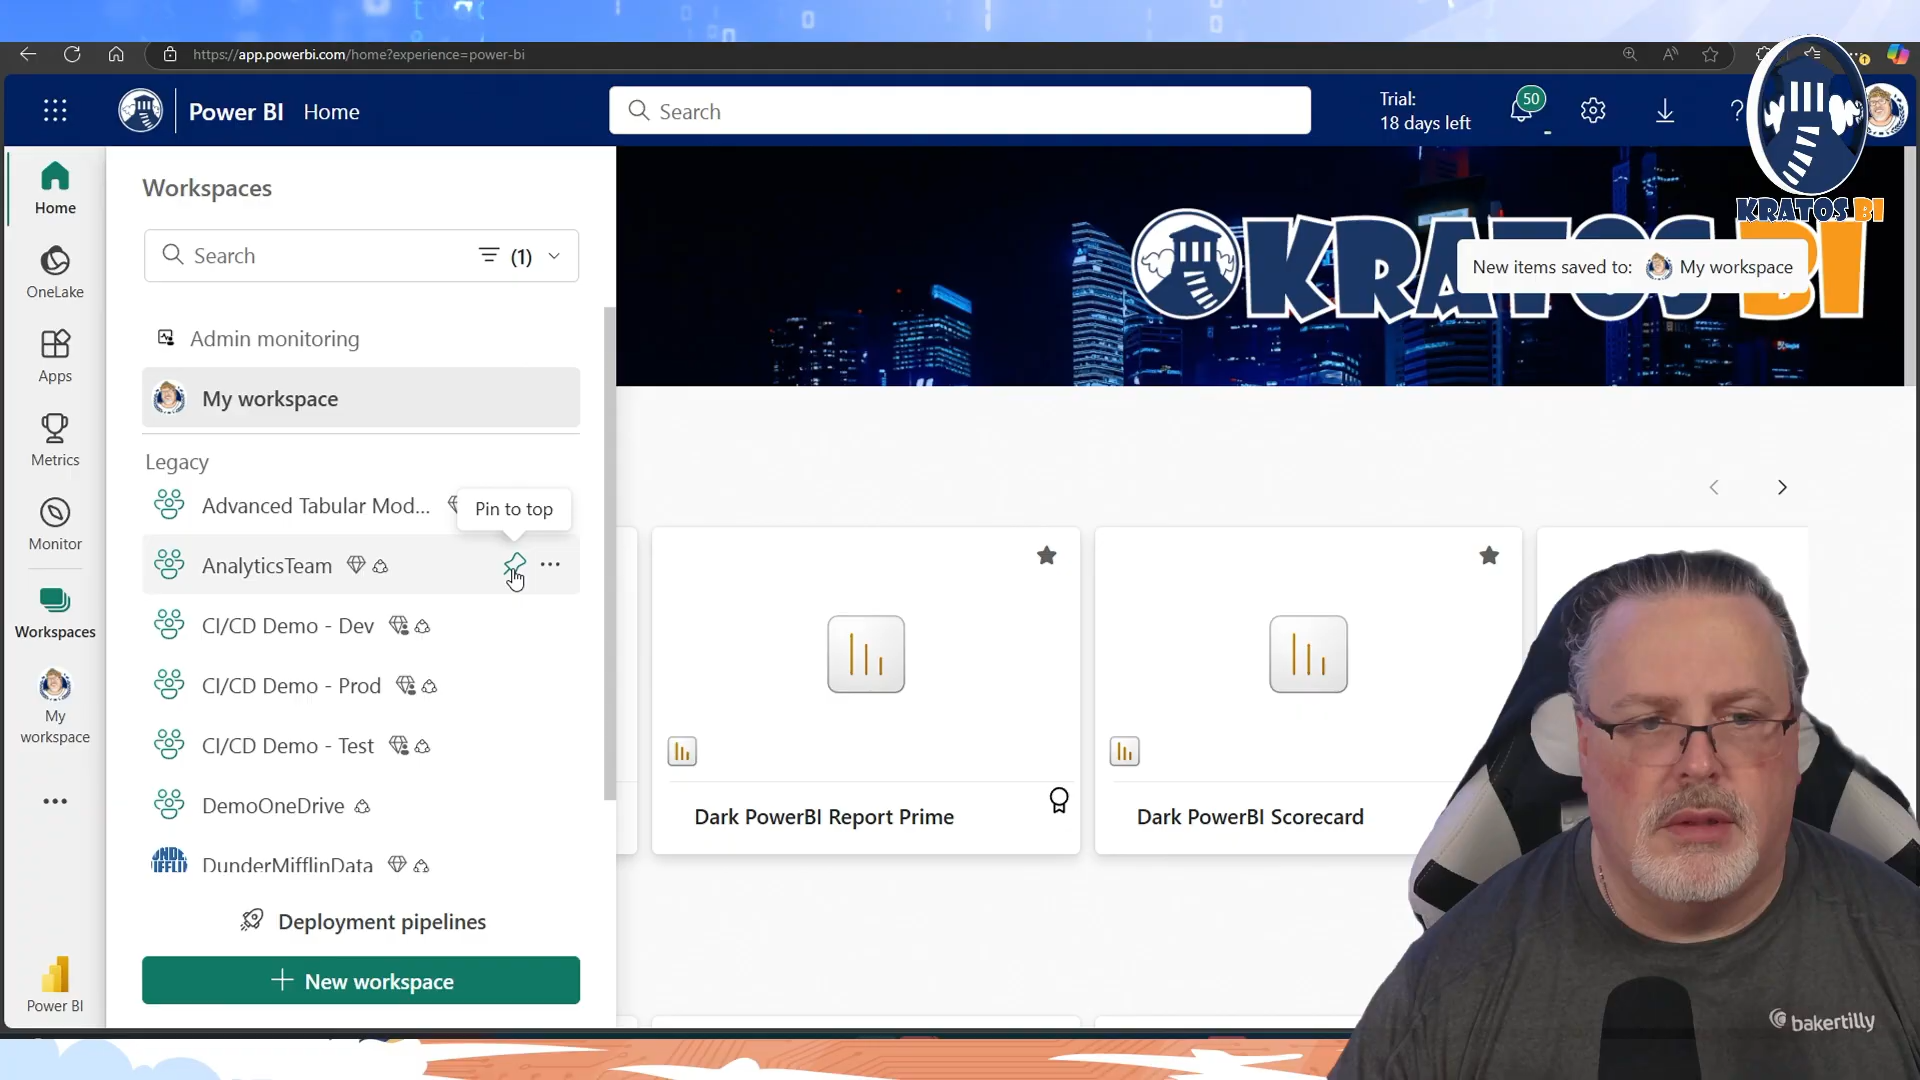 https://app.powerbi.com/home?experience=power-bi
Power BI Home
Search
Trial:
18 days left
50
?
KRATOS BI
Home
OneLake
Apps
Metrics
Monitor
Workspaces
My
workspace
Power BI
Workspaces
Search
(1)
Admin monitoring
My workspace
Legacy
Advanced Tabular Mod...
Pin to top
AnalyticsTeam
CI/CD Demo - Dev
CI/CD Demo - Prod
CI/CD Demo - Test
DemoOneDrive
DunderMifflinData
Deployment pipelines
+ New workspace
KRATOS BI
New items saved to: My workspace
Dark PowerBI Report Prime
Dark PowerBI Scorecard
bakertilly